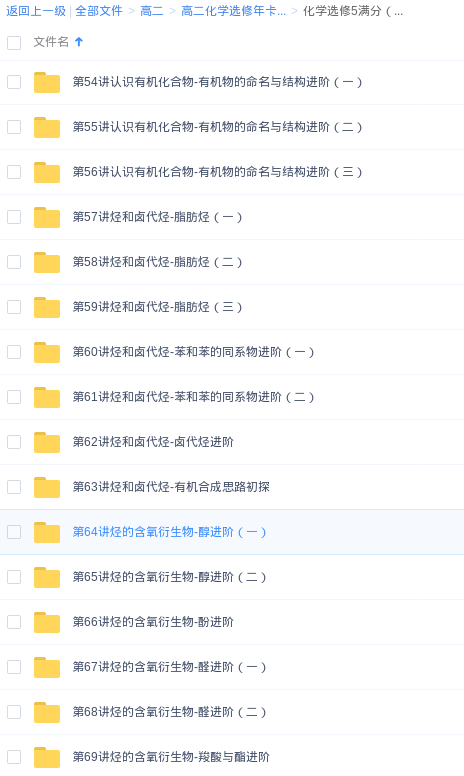 返回上一级 | 全部文件 > 高二 > 高二化学选修年卡... > 化学选修5满分（...
文件名
第54讲认识有机化合物-有机物的命名与结构进阶（一）
第55讲认识有机化合物-有机物的命名与结构进阶（二）
第56讲认识有机化合物-有机物的命名与结构进阶（三）
第57讲烃和卤代烃-脂肪烃（一）
第58讲烃和卤代烃-脂肪烃（二）
第59讲烃和卤代烃-脂肪烃（三）
第60讲烃和卤代烃-苯和苯的同系物进阶（一）
第61讲烃和卤代烃-苯和苯的同系物进阶（二）
第62讲烃和卤代烃-卤代烃进阶
第63讲烃和卤代烃-有机合成思路初探
第64讲烃的含氧衍生物-醇进阶（一）
第65讲烃的含氧衍生物-醇进阶（二）
第66讲烃的含氧衍生物-酚进阶
第67讲烃的含氧衍生物-醛进阶（一）
第68讲烃的含氧衍生物-醛进阶（二）
第69讲烃的含氧衍生物-羧酸与酯进阶